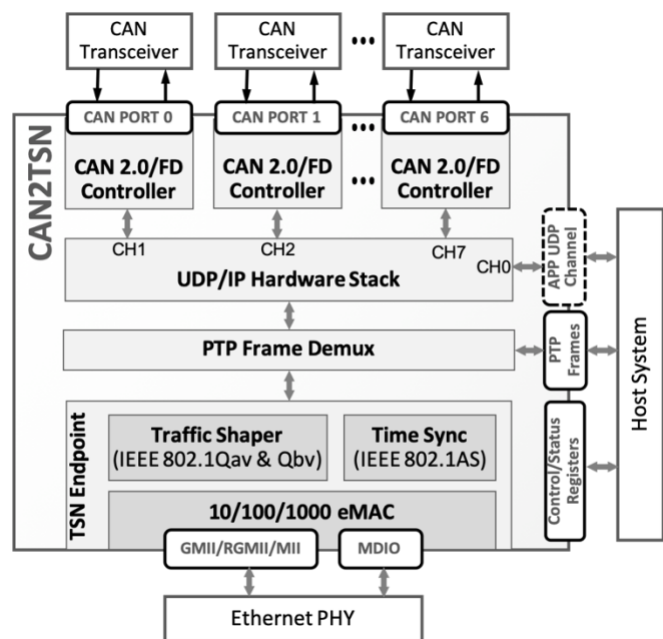 CAN
Transceiver
CAN
Transceiver
•••
CAN
Transceiver
CAN PORT 0
CAN PORT 1
•••
CAN PORT 6
CAN2TSN
CAN 2.0/FD
Controller
CAN 2.0/FD
Controller
•••
CAN 2.0/FD
Controller
CH1
CH2
CH7
CH0
UDP/IP Hardware Stack
APP UDP
Channel
PTP Frame Demux
PTP
Frames
Host System
TSN Endpoint
Traffic Shaper
(IEEE 802.1Qav & Qbv)
Time Sync
(IEEE 802.1AS)
Control/Status
Registers
10/100/1000 eMAC
GMII/RGMII/MII
MDIO
Ethernet PHY